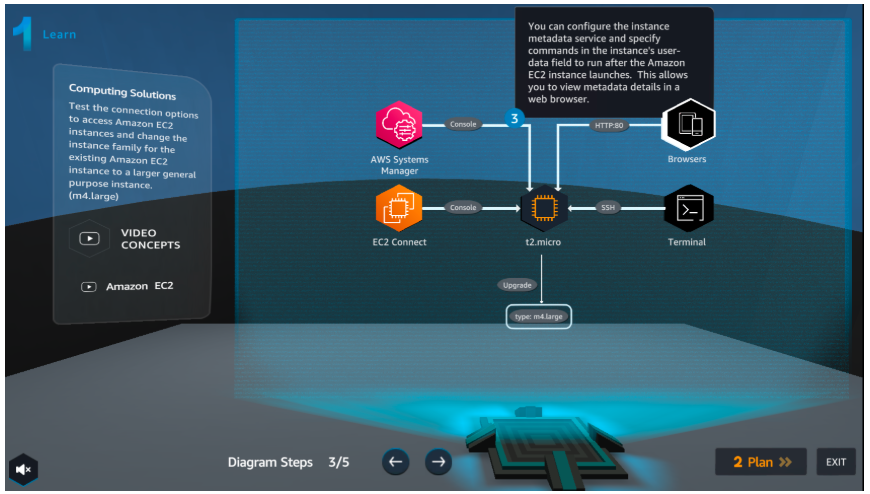 1 Learn
You can configure the instance
metadata service and specify
commands in the instance's user-
data field to run after the Amazon
EC2 instance launches. This allows
you to view metadata details in a
web browser.
Computing Solutions
Test the connection options
to access Amazon EC2
instances and change the
instance family for the
existing Amazon EC2
instance to a larger general
purpose instance.
(m4.large)
VIDEO
CONCEPTS
Amazon EC2
Console
3
HTTP:80
AWS Systems
Manager
Browsers
Console
SSH
EC2 Connect
t2.micro
Terminal
Upgrade
type: m4.large
Diagram Steps 3/5
2 Plan
EXIT